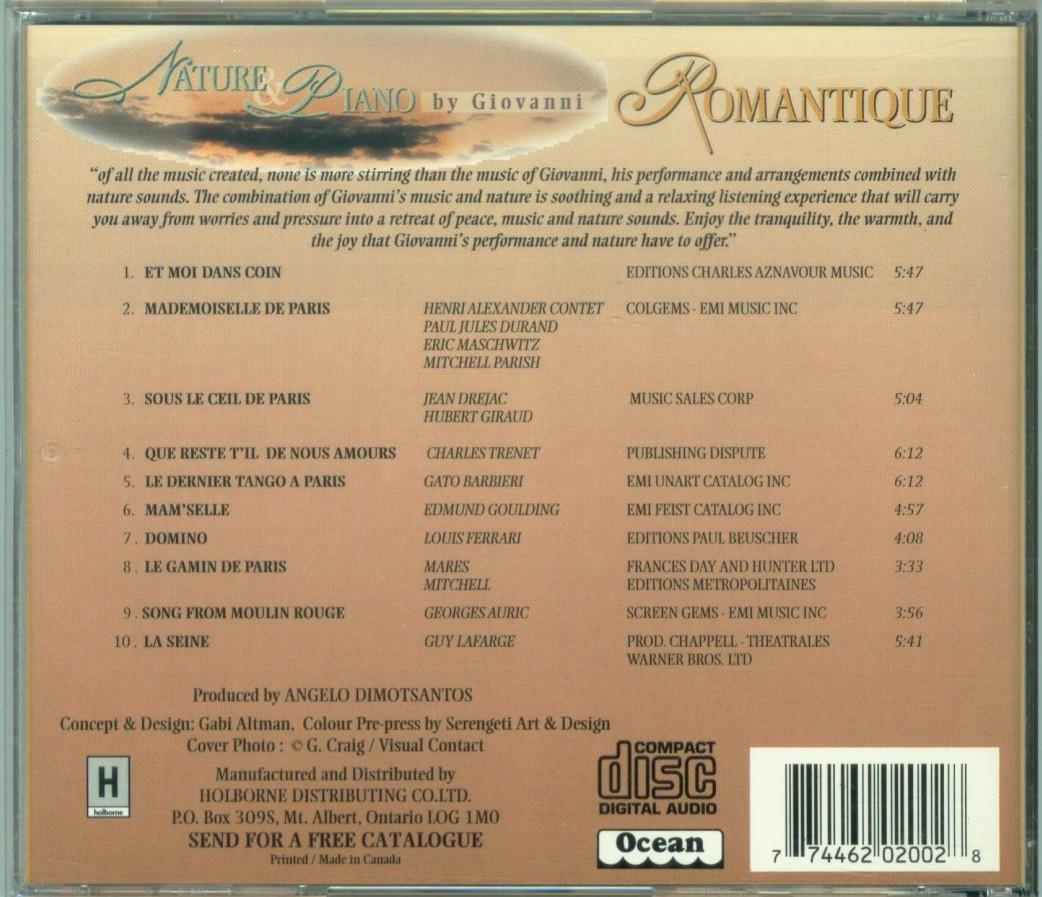 NATURE & PIANO by Giovanni ROMANTIQUE
“of all the music created, none is more stirring than the music of Giovanni, his performance and arrangements combined with
nature sounds. The combination of Giovanni's music and nature is soothing and a relaxing listening experience that will carry
you away from worries and pressure into a retreat of peace, music and nature sounds. Enjoy the tranquility, the warmth, and
the joy that Giovanni's performance and nature have to offer.”
1. ET MOI DANS COIN EDITIONS CHARLES AZNAVOUR MUSIC 5:47
2. MADEMOISELLE DE PARIS HENRI ALEXANDER CONTET COLGEMS - EMI MUSIC INC 5:47
PAUL JULES DURAND
ERIC MASCHWITZ
MITCHELL PARISH
3. SOUS LE CEIL DE PARIS JEAN DREJAC MUSIC SALES CORP 5:04
HUBERT GIRAUD
4. QUE RESTE T'IL DE NOUS AMOURS CHARLES TRENET PUBLISHING DISPUTE 6:12
5. LE DERNIER TANGO A PARIS GATO BARBIERI EMI UNART CATALOG INC 6:12
6. MAM'SELLE EDMUND GOULDING EMI FEIST CATALOG INC 4:57
7. DOMINO LOUIS FERRARI EDITIONS PAUL BEUSCHER 4:08
8. LE GAMIN DE PARIS MARES FRANCES DAY AND HUNTER LTD 3:33
MITCHELL EDITIONS METROPOLITAINES
9. SONG FROM MOULIN ROUGE GEORGES AURIC SCREEN GEMS - EMI MUSIC INC 3:56
10. LA SEINE GUY LAFARGE PROD. CHAPPELL - THEATRALES 5:41
WARNER BROS. LTD
Produced by ANGELO DIMOTSANTOS
Concept & Design: Gabi Altman, Colour Pre-press by Serengeti Art & Design
Cover Photo : © G. Craig / Visual Contact
H
holborne
Manufactured and Distributed by
HOLBORNE DISTRIBUTING CO.LTD.
P.O. Box 309S, Mt. Albert, Ontario LOG 1MO
SEND FOR A FREE CATALOGUE
Printed / Made in Canada
COMPACT
disc
DIGITAL AUDIO
Ocean
7 74462 02002 8